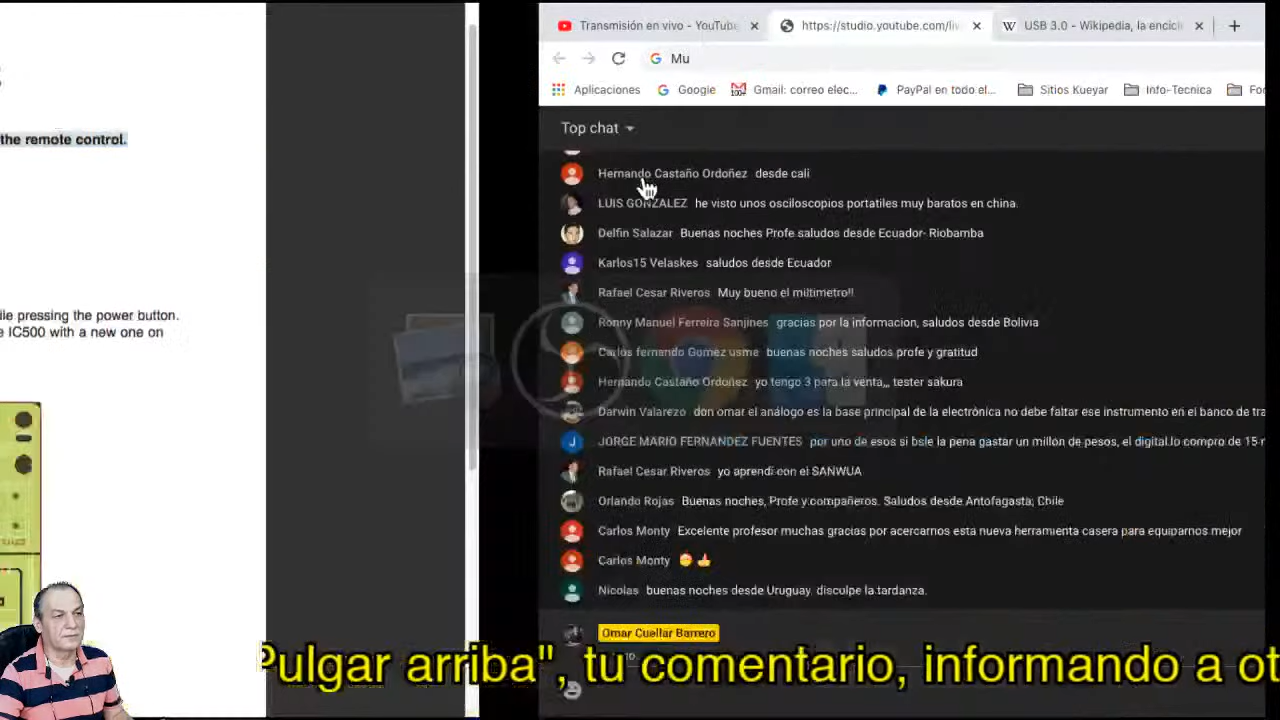 the remote control.
ile pressing the power button.
e IC500 with a new one on
Transmisión en vivo - YouTube
https://studio.youtube.com/liv
USB 3.0 - Wikipedia, la encicl
Mu
Aplicaciones
Google
Gmail: correo elec...
PayPal en todo el...
Sitios Kueyar
Info-Tecnica
For
Top chat
Hernando Castaño Ordoñez desde cali
LUIS GONZALEZ he visto unos osciloscopios portatiles muy baratos en china.
Delfin Salazar Buenas noches Profe saludos desde Ecuador- Riobamba
Karlos15 Velaskes saludos desde Ecuador
Rafael Cesar Riveros Muy bueno el miltimetro!!
Ronny Manuel Ferreira Sanjines gracias por la informacion, saludos desde Bolivia
Carlos fernando Gomez usme buenas noches saludos profe y gratitud
Hernando Castaño Ordoñez yo tengo 3 para la venta,,, tester sakura
Darwin Valarezo don omar el análogo es la base principal de la electrònica no debe faltar ese instrumento en el banco de tra
J JORGE MARIO FERNANDEZ FUENTES por uno de esos si bsle la pena gastar un millon de pesos, el digital.lo compro de 15 r
Rafael Cesar Riveros yo aprendi con el SANWUA
Orlando Rojas Buenas noches, Profe y compañeros. Saludos desde Antofagasta; Chile
Carlos Monty Excelente profesor muchas gracias por acercarnos esta nueva herramienta casera para equiparnos mejor
Carlos Monty
Nicolas buenas noches desde Uruguay. disculpe la tardanza.
Omar Cuellar Barrero
Pulgar arriba", tu comentario, informando a ot